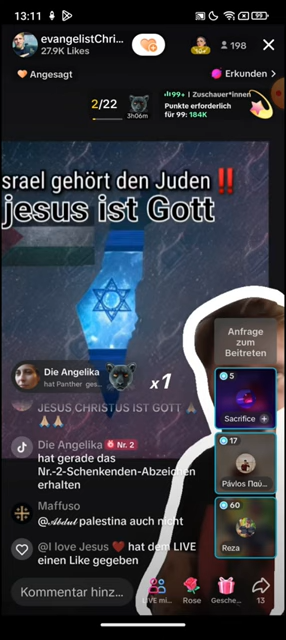 13:11
99
evangelistChri...
27.9K Likes
198
Angesagt
Erkunden >
2/22
3h06m
99+ | Zuschauer*innen
Punkte erforderlich
für 99: 184K
srael gehört den Juden ‼️
jesus ist Gott
Anfrage
zum
Beitreten
Die Angelika
hat Panther ges...
x1
5
Sacrifice +
JESUS CHRISTUS IST GOTT 🙏
🙏🙏
Die Angelika Nr. 2
hat gerade das
Nr.-2-Schenkenden-Abzeichen
erhalten
17
Pávlos Παύ...
Maffuso
@𝓐𝓫𝓭𝓾𝓵 palestina auch nicht
60
Reza
@I love Jesus ❤️ hat dem LIVE
einen Like gegeben
Kommentar hinz...
LIVE mi...
Rose
Gesche...
13